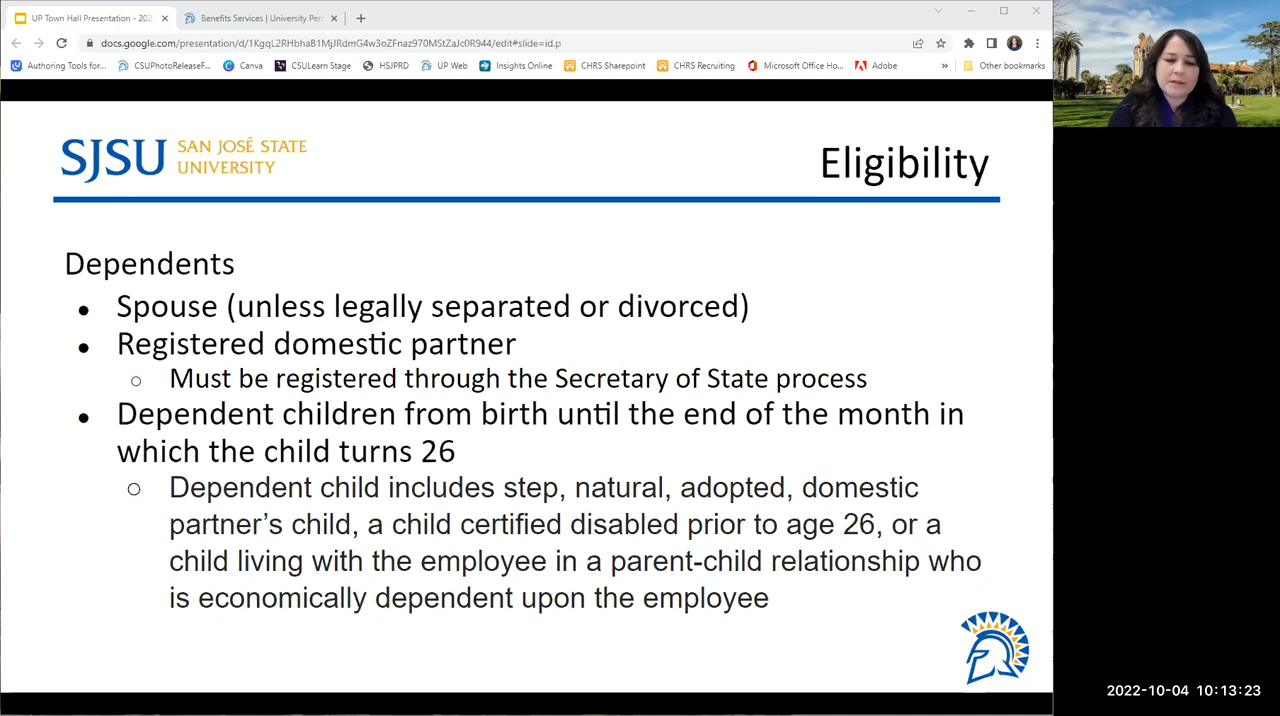 UP Town Hall Presentation - 202
Benefits Services | University Per
docs.google.com/presentation/d/1KgqL2RHbhaB1MjJRdmG4w3oZFnaz970MStZaJc0R944/edit#slide=id.p
Authoring Tools for... CSUPhotoReleaseF... Canva CSULearn Stage HSJPRD UP Web Insights Online CHRS Sharepoint CHRS Recruiting Microsoft Office Ho... Adobe » Other bookmarks
SJSU SAN JOSÉ STATE
UNIVERSITY
Eligibility
Dependents
● Spouse (unless legally separated or divorced)
● Registered domestic partner
○ Must be registered through the Secretary of State process
● Dependent children from birth until the end of the month in
which the child turns 26
○ Dependent child includes step, natural, adopted, domestic
partner’s child, a child certified disabled prior to age 26, or a
child living with the employee in a parent-child relationship who
is economically dependent upon the employee
2022-10-04 10:13:23